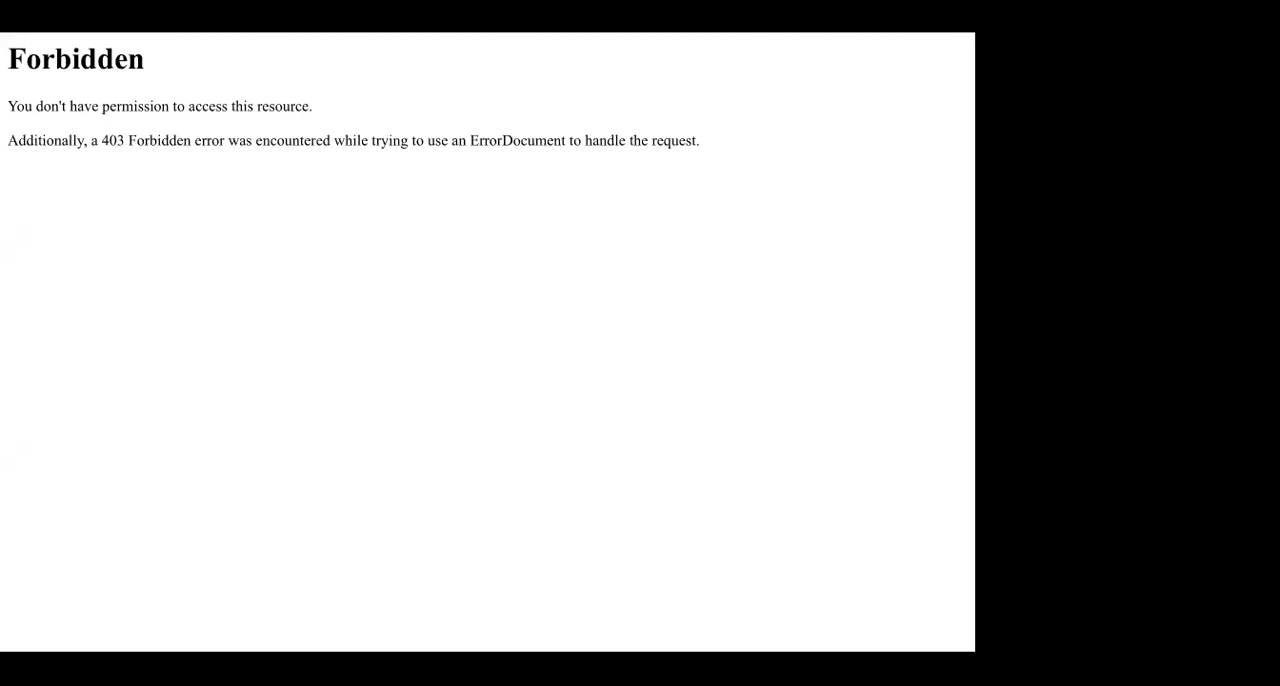 Forbidden
You don't have permission to access this resource.
Additionally, a 403 Forbidden error was encountered while trying to use an ErrorDocument to handle the request.